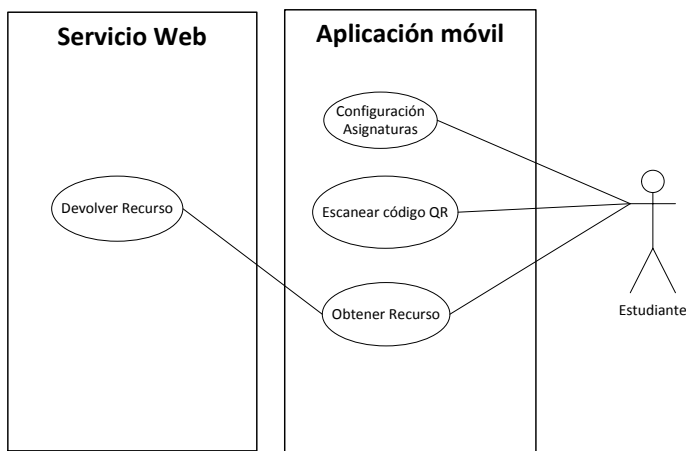 Servicio Web
Aplicación móvil
Configuración
Asignaturas
Devolver Recurso
Escanear código QR
Obtener Recurso
Estudiante